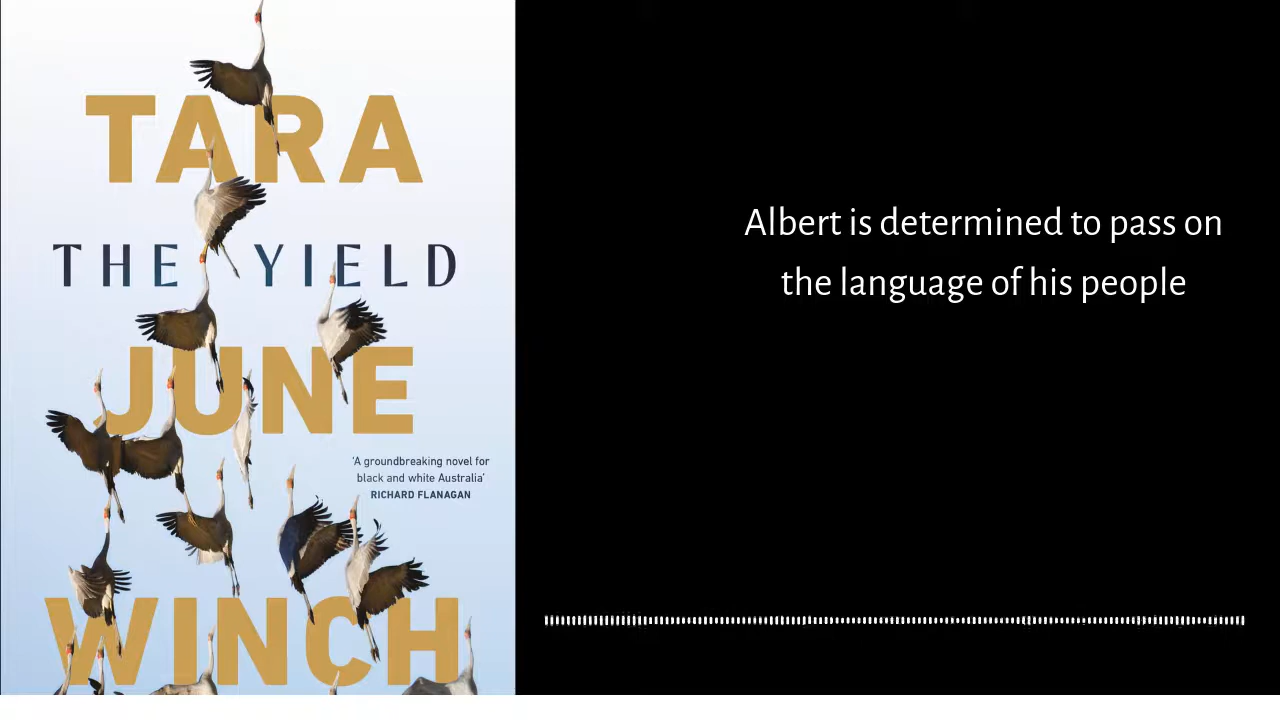 TARA
THE YIELD
JUNE
'A groundbreaking novel for
black and white Australia'
RICHARD FLANAGAN
WINCH
Albert is determined to pass on
the language of his people